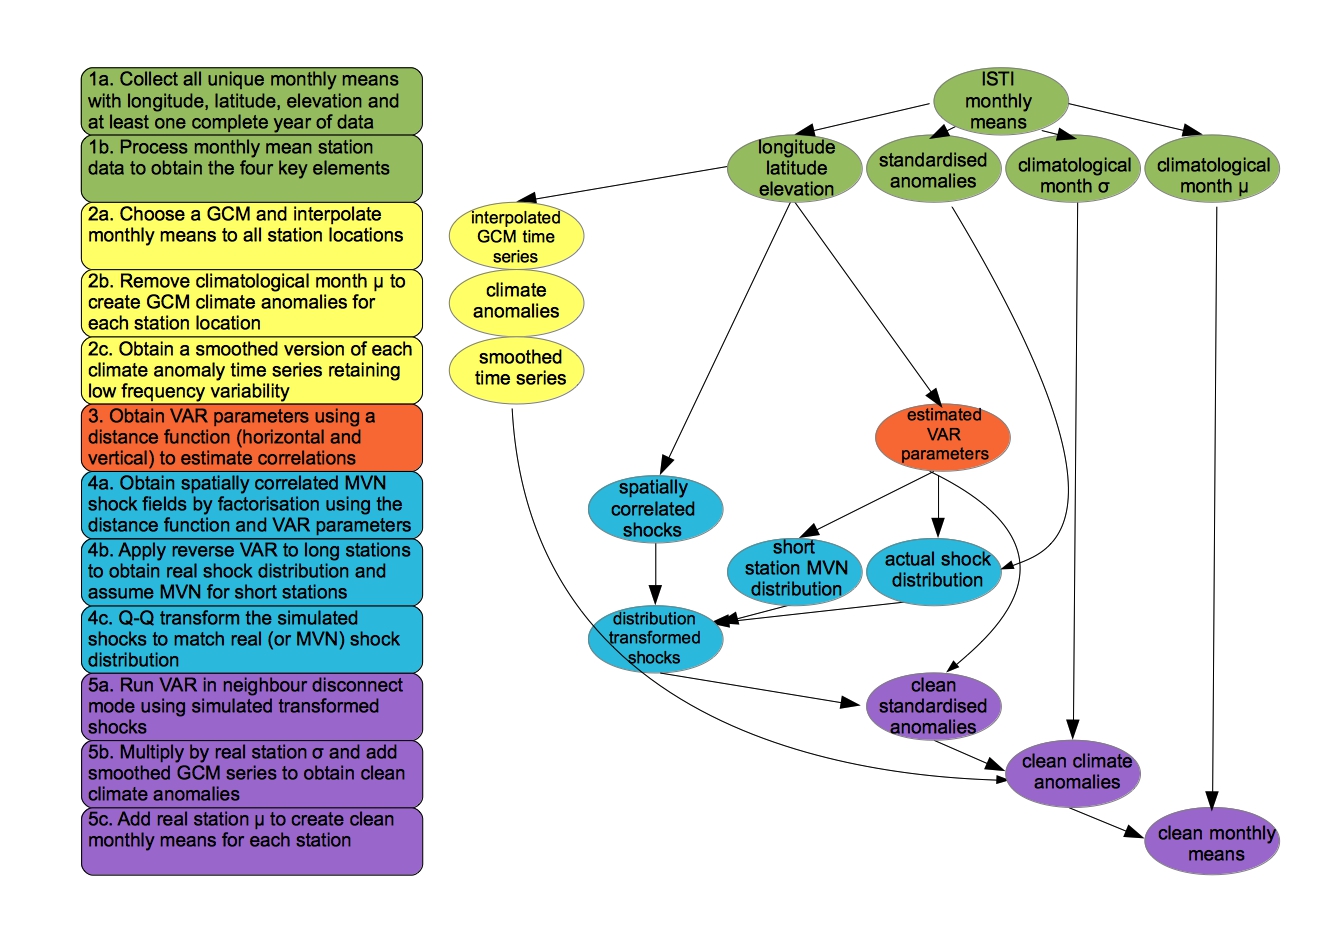 1a. Collect all unique monthly means
with longitude, latitude, elevation and
at least one complete year of data
1b. Process monthly mean station
data to obtain the four key elements
2a. Choose a GCM and interpolate
monthly means to all station locations
2b. Remove climatological month µ to
create GCM climate anomalies for
each station location
2c. Obtain a smoothed version of each
climate anomaly time series retaining
low frequency variability
3. Obtain VAR parameters using a
distance function (horizontal and
vertical) to estimate correlations
4a. Obtain spatially correlated MVN
shock fields by factorisation using the
distance function and VAR parameters
4b. Apply reverse VAR to long stations
to obtain real shock distribution and
assume MVN for short stations
4c. Q-Q transform the simulated
shocks to match real (or MVN) shock
distribution
5a. Run VAR in neighbour disconnect
mode using simulated transformed
shocks
5b. Multiply by real station σ and add
smoothed GCM series to obtain clean
climate anomalies
5c. Add real station µ to create clean
monthly means for each station
ISTI
monthly
means
longitude
latitude
elevation
standardised
anomalies
climatological
month σ
climatological
month µ
interpolated
GCM time
series
climate
anomalies
smoothed
time series
estimated
VAR
parameters
spatially
correlated
shocks
short
station MVN
distribution
actual shock
distribution
distribution
transformed
shocks
clean
standardised
anomalies
clean climate
anomalies
clean monthly
means